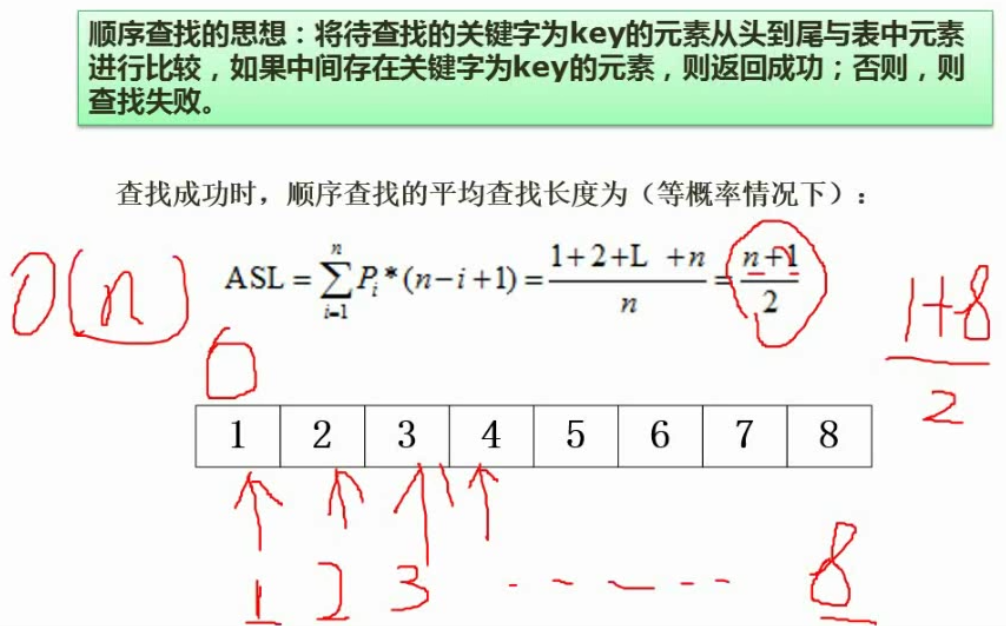 顺序查找的思想：将待查找的关键字为key的元素从头到尾与表中元素
进行比较，如果中间存在关键字为key的元素，则返回成功；否则，则
查找失败。
查找成功时，顺序查找的平均查找长度为（等概率情况下）：
ASL = \sum_{i=1}^{n} P_i * (n-i+1) = \frac{1+2+L +n}{n} = \frac{n+1}{2}
O(n)
\frac{1+8}{2}
1 2 3 4 5 6 7 8
1 2 3 ----- 8